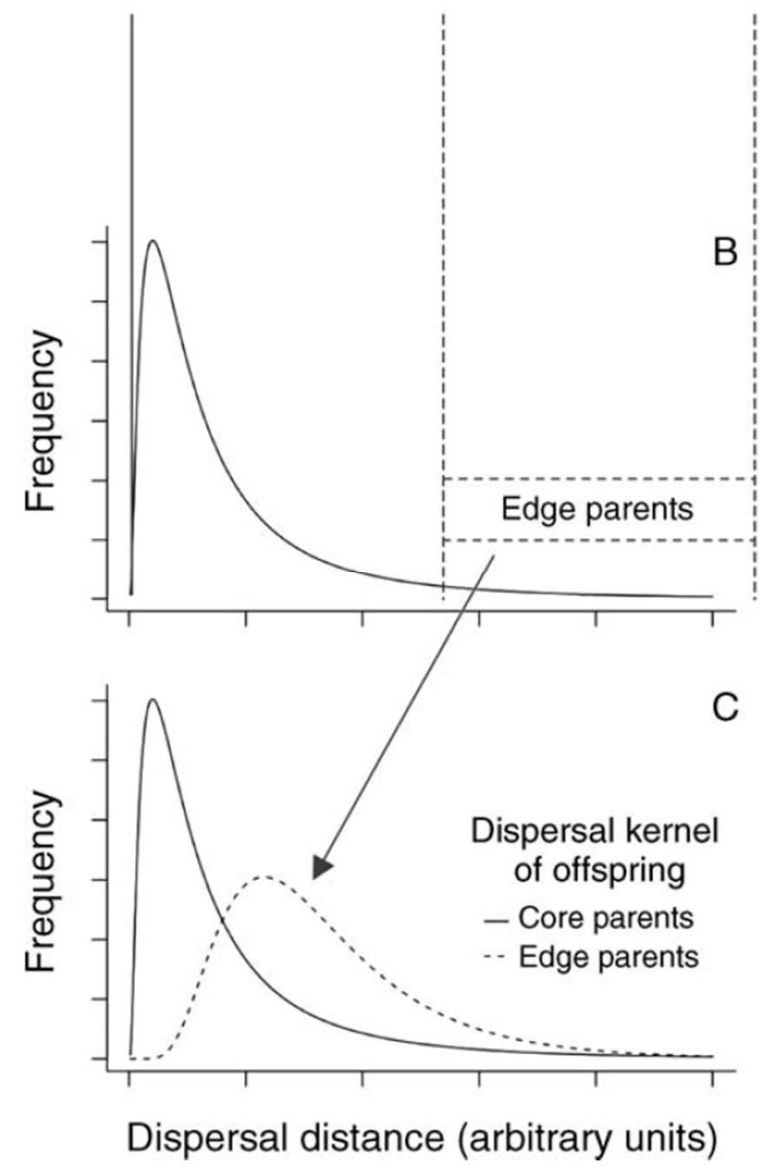 B
Frequency
Edge parents
C
Frequency
Dispersal kernel
of offspring
Core parents
Edge parents
Dispersal distance (arbitrary units)